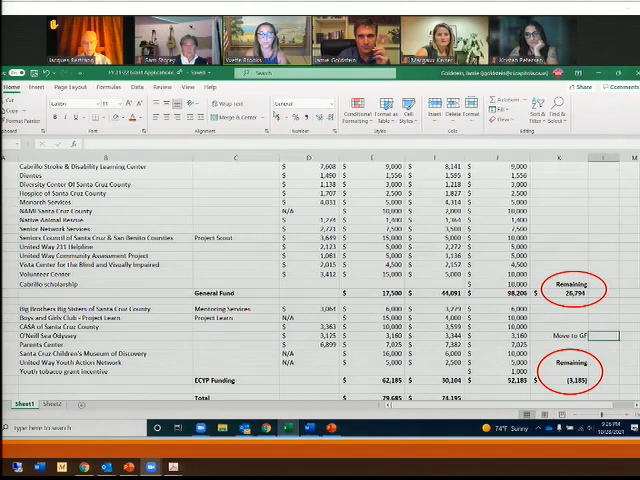 Jacques Bertrand
Sam Storey
Yvette Brooks
Jamie Goldstein
Margaux Keiser
Kristen Petersen
FY 21-22 Grant Applications
Saved
Search
Home Insert Page Layout Formulas Data Review View Help
Share
Comments
Cut
Copy
Calibri 11
Wrap Text
General
Merge & Center
Conditional Formatting
Format as Table
Cell Styles
Insert Delete Format
Sort & Filter
Find & Select
Font
Alignment
Number
Styles
Cells
Editing
B C D E K M
Cabrillo Stroke & Disability Learning Center $ 7,608 $ 9,000 $ 8,141 $ 9,000
Dientes $ 1,490 $ 1,556 $ 1,595 $ 1,556
Diversity Center Of Santa Cruz County $ 1,138 $ 3,000 $ 1,218 $ 3,000
Hospice of Santa Cruz County $ 1,707 $ 2,500 $ 1,827 $ 2,500
Monarch Services $ 4,031 $ 5,000 $ 4,314 $ 5,000
NAMI Santa Cruz County N/A $ 10,000 $ 2,000 $ 10,000
Native Animal Rescue $ 1,274 $ 1,400 $ 1,364 $ 1,400
Senior Network Services $ 2,771 $ 7,500 $ 3,500 $ 7,500
Seniors Council of Santa Cruz & San Benito Counties Project Scout $ 3,649 $ 15,000 $ 5,000 $ 10,000
United Way 211 Helpline $ 2,123 $ 5,000 $ 2,272 $ 5,000
United Way Community Assessment Project $ 1,061 $ 5,000 $ 1,136 $ 5,000
Vista Center for the Blind and Visually Impaired $ 2,015 $ 4,500 $ 2,157 $ 4,500
Volunteer Center $ 3,412 $ 15,000 $ 5,000 $ 10,000
Cabrillo scholarship $ 10,000 Remaining
General Fund $ 17,500 $ 44,091 $ 98,206 $ 26,794
Big Brothers Big Sisters of Santa Cruz County Mentoring Services $ 3,064 $ 6,000 $ 3,279 $ 6,000
Boys and Girls Club - Project Learn Project Learn N/A $ 15,000 $ 4,000 $ 10,000
CASA of Santa Cruz County $ 3,363 $ 10,000 $ 3,599 $ 10,000
O'Neill Sea Odyssey $ 3,125 $ 3,160 $ 3,344 $ 3,160 Move to GF
Parents Center $ 6,899 $ 7,025 $ 7,382 $ 7,025
Santa Cruz Children's Museum of Discovery N/A $ 16,000 $ 6,000 $ 10,000
United Way Youth Action Network N/A $ 5,000 $ 2,500 $ 5,000 Remaining
Youth tobacco grant incentive $ 1,000
ECYP Funding $ 62,185 $ 30,104 $ 52,185 $ (3,185)
Total $ 79,685 $ 74,195
Sheet1 Sheet2
Type here to search
74°F Sunny
9:26 PM
10/28/2021